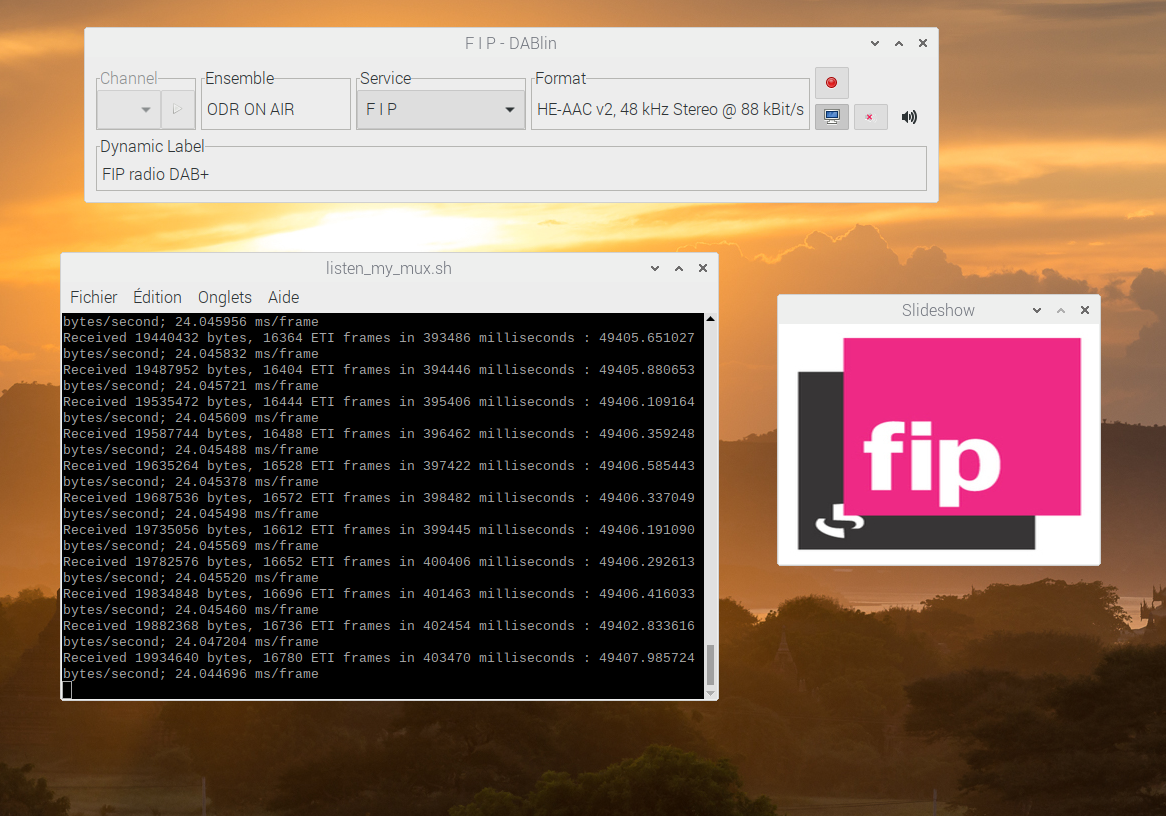 F I P - DABlin
Channel
Ensemble
Service
Format
ODR ON AIR
F I P
HE-AAC v2, 48 kHz Stereo @ 88 kBit/s
Dynamic Label
FIP radio DAB+
listen_my_mux.sh
Fichier Édition Onglets Aide
bytes/second; 24.045956 ms/frame
Received 19440432 bytes, 16364 ETI frames in 393486 milliseconds : 49405.651027
bytes/second; 24.045832 ms/frame
Received 19487952 bytes, 16404 ETI frames in 394446 milliseconds : 49405.880653
bytes/second; 24.045721 ms/frame
Received 19535472 bytes, 16444 ETI frames in 395406 milliseconds : 49406.109164
bytes/second; 24.045609 ms/frame
Received 19587744 bytes, 16488 ETI frames in 396462 milliseconds : 49406.359248
bytes/second; 24.045488 ms/frame
Received 19635264 bytes, 16528 ETI frames in 397422 milliseconds : 49406.585443
bytes/second; 24.045378 ms/frame
Received 19687536 bytes, 16572 ETI frames in 398482 milliseconds : 49406.337049
bytes/second; 24.045498 ms/frame
Received 19735056 bytes, 16612 ETI frames in 399445 milliseconds : 49406.191090
bytes/second; 24.045569 ms/frame
Received 19782576 bytes, 16652 ETI frames in 400406 milliseconds : 49406.292613
bytes/second; 24.045520 ms/frame
Received 19834848 bytes, 16696 ETI frames in 401463 milliseconds : 49406.416033
bytes/second; 24.045460 ms/frame
Received 19882368 bytes, 16736 ETI frames in 402454 milliseconds : 49402.833616
bytes/second; 24.047204 ms/frame
Received 19934640 bytes, 16780 ETI frames in 403470 milliseconds : 49407.985724
bytes/second; 24.044696 ms/frame
Slideshow
fip